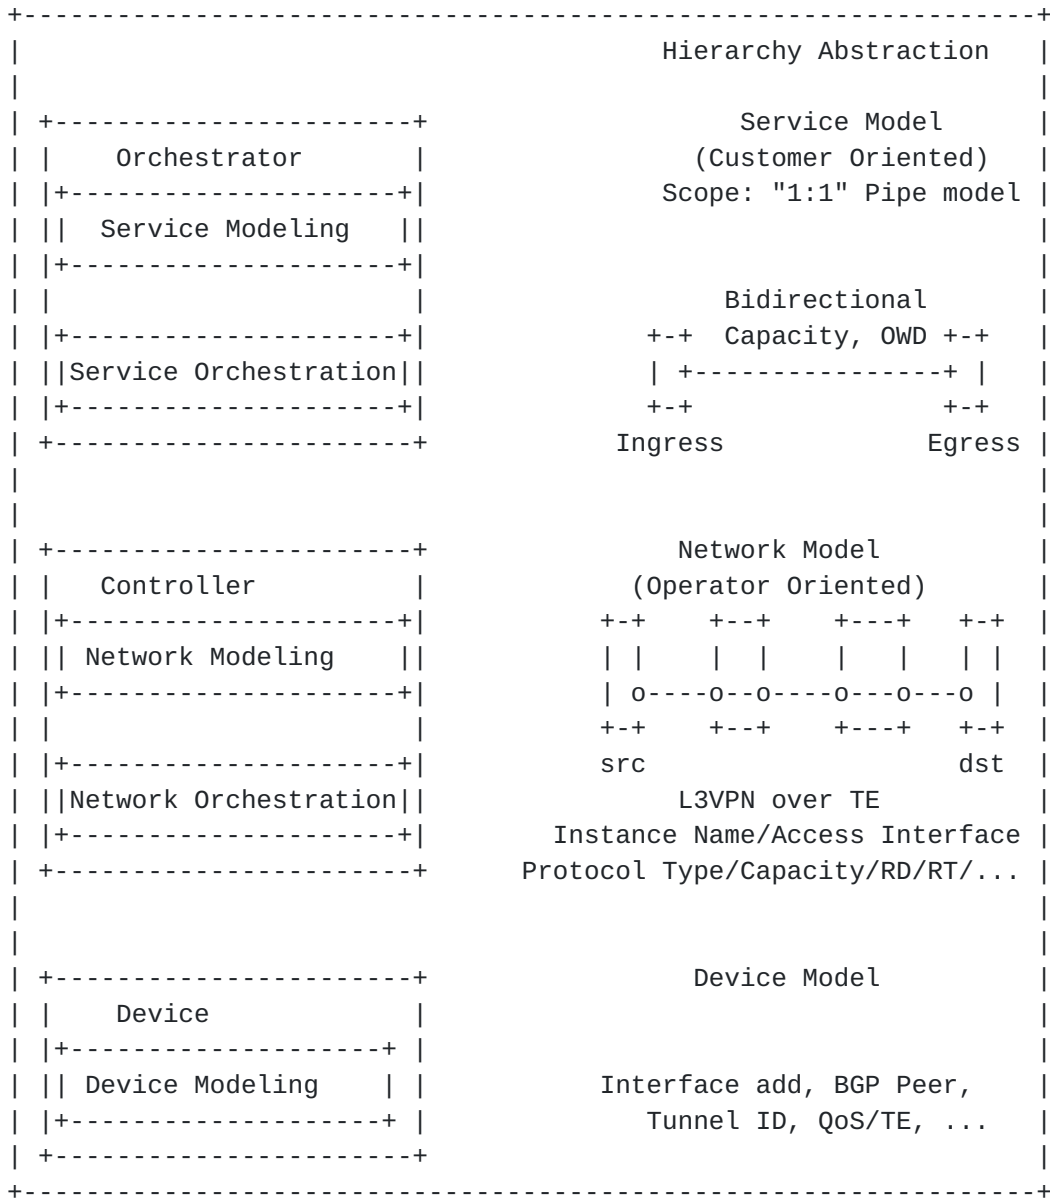 Hierarchy Abstraction
Service Model
Orchestrator (Customer Oriented)
Scope: "1:1" Pipe model
Service Modeling
Bidirectional
Capacity, OWD
Service Orchestration
Ingress Egress
Network Model
Controller (Operator Oriented)
Network Modeling
o----o--o----o---o---o
src dst
Network Orchestration L3VPN over TE
Instance Name/Access Interface
Protocol Type/Capacity/RD/RT/...
Device Model
Device
Device Modeling Interface add, BGP Peer,
Tunnel ID, QoS/TE, ...